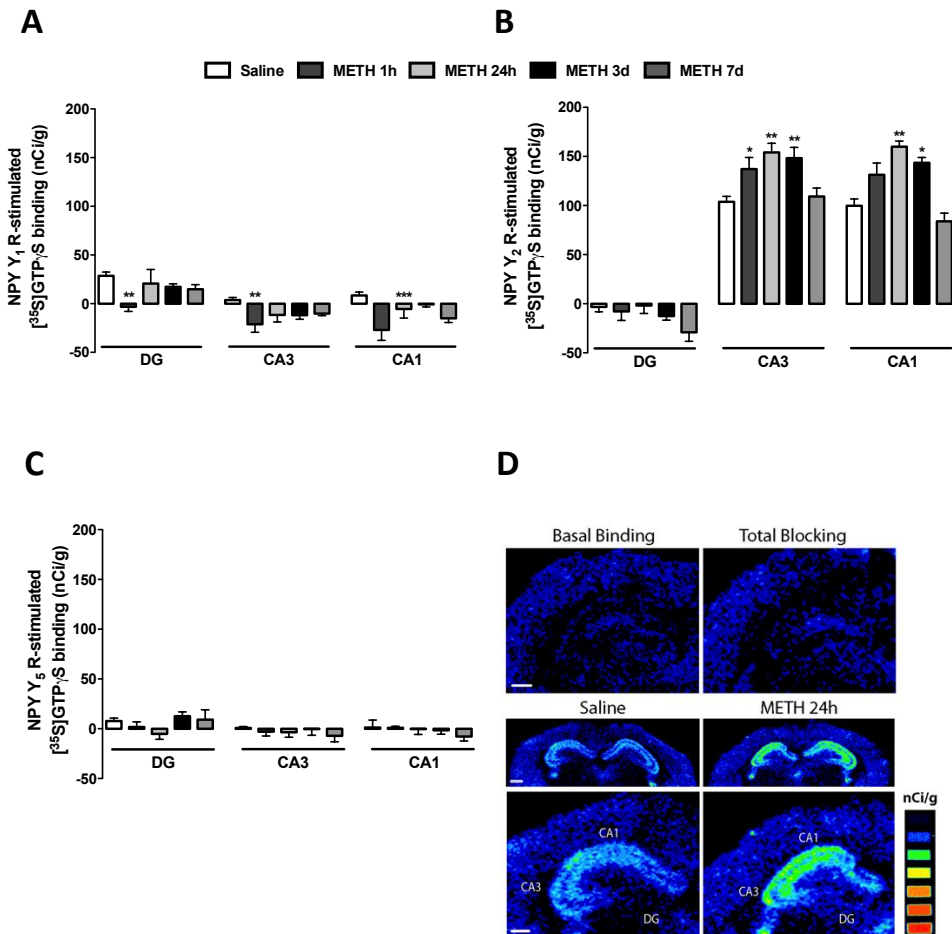 A
B
Saline METH 1h METH 24h METH 3d METH 7d
NPY Y₁ R-stimulated
[³⁵S]GTPγS binding (nCi/g)
200
150
100
50
0
-50
**
**
***
DG CA3 CA1
NPY Y₂ R-stimulated
[³⁵S]GTPγS binding (nCi/g)
200
150
100
50
0
-50
* ** **
** *
DG CA3 CA1
C
D
NPY Y₅ R-stimulated
[³⁵S]GTPγS binding (nCi/g)
200
150
100
50
0
-50
DG CA3 CA1
Basal Binding Total Blocking
Saline METH 24h
nCi/g
CA1
CA3
DG
CA1
CA3
DG